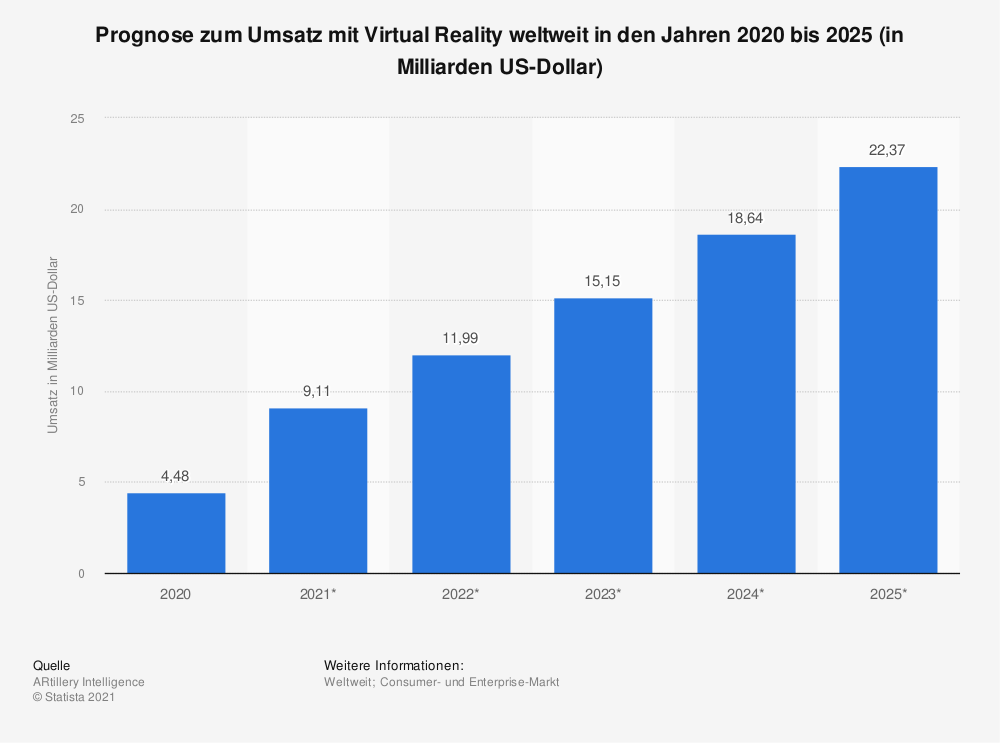 Prognose zum Umsatz mit Virtual Reality weltweit in den Jahren 2020 bis 2025 (in
Milliarden US-Dollar)
Umsatz in Milliarden US-Dollar
25
20
15
10
5
0
4,48
9,11
11,99
15,15
18,64
22,37
2020
2021*
2022*
2023*
2024*
2025*
Quelle
ARtillery Intelligence
© Statista 2021
Weitere Informationen:
Weltweit; Consumer- und Enterprise-Markt